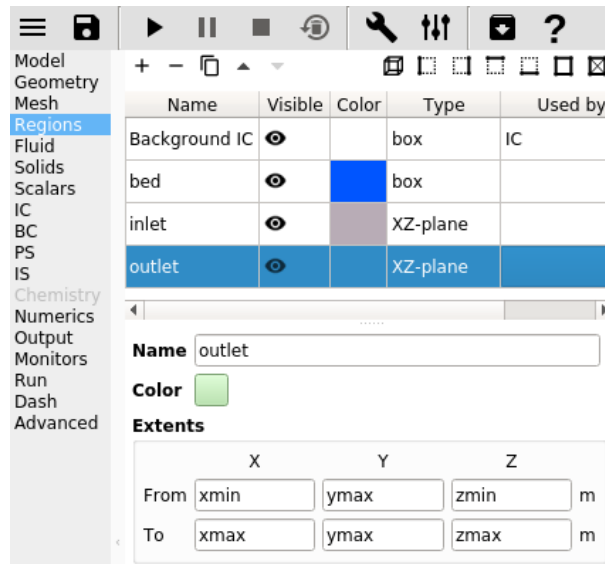 ?
Model
Geometry
Mesh
Regions
Fluid
Solids
Scalars
IC
BC
PS
IS
Chemistry
Numerics
Output
Monitors
Run
Dash
Advanced
Name Visible Color Type Used by
Background IC box IC
bed box
inlet XZ-plane
outlet XZ-plane
Name outlet
Color
Extents
X Y Z
From xmin ymax zmin m
To xmax ymax zmax m